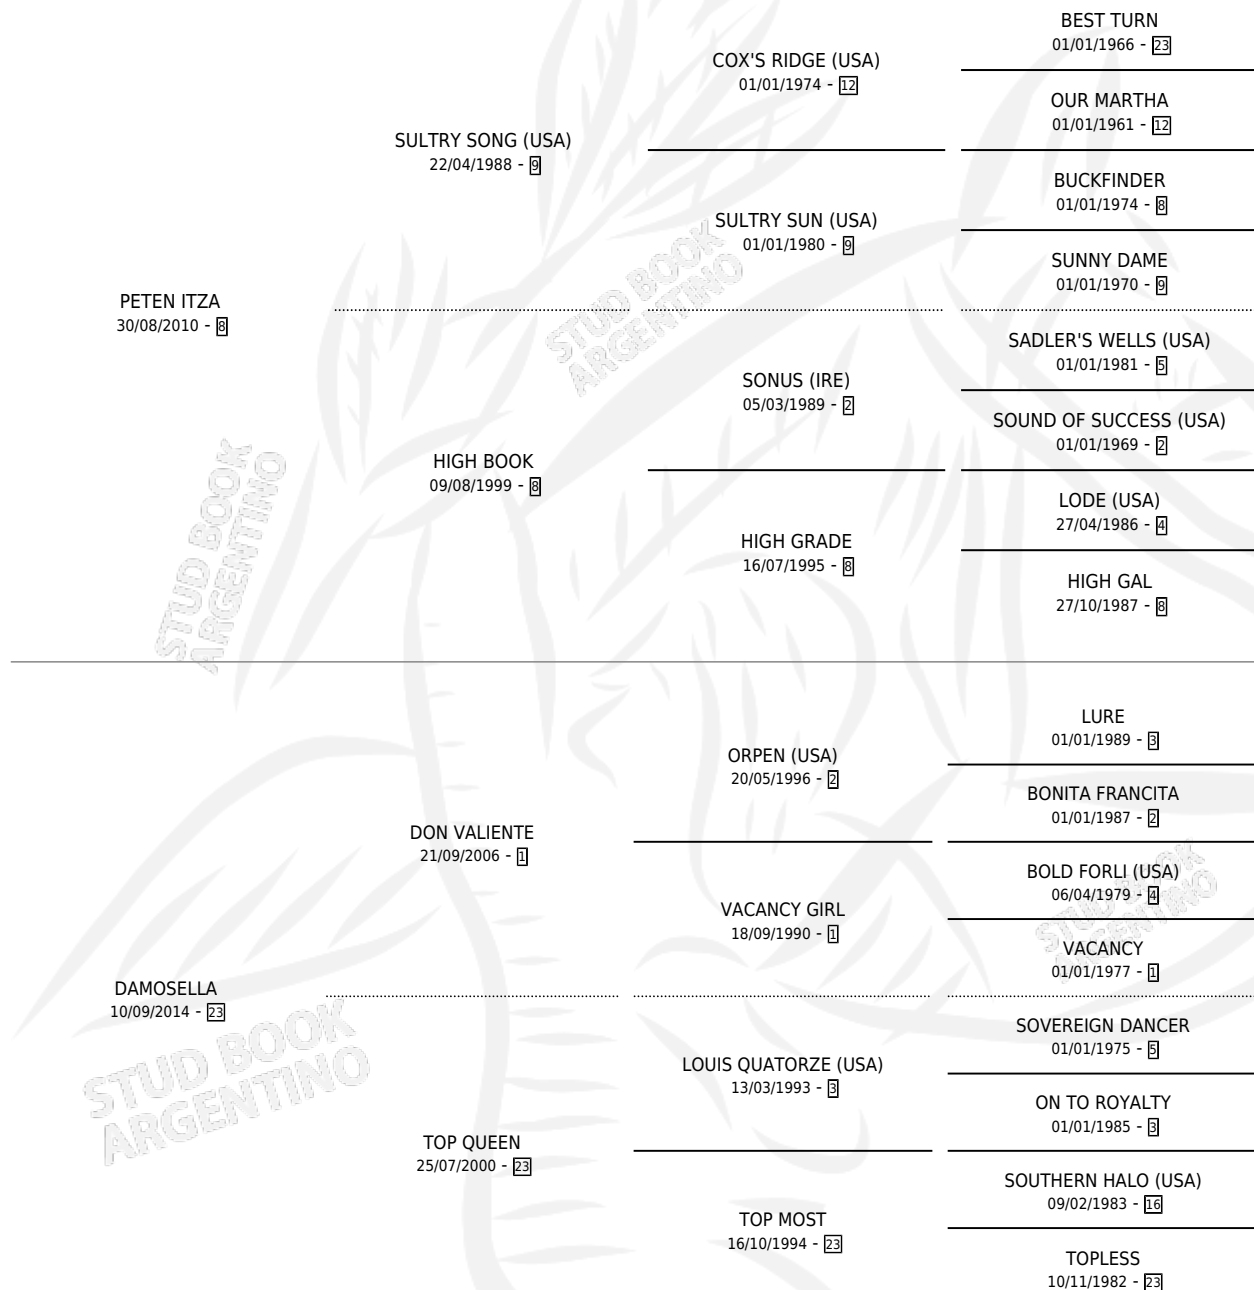 BEST TURN
01/01/1966 - 23
COX'S RIDGE (USA)
01/01/1974 - 12
OUR MARTHA
01/01/1961 - 12
SULTRY SONG (USA)
22/04/1988 - 9
BUCKFINDER
01/01/1974 - 8
SULTRY SUN (USA)
01/01/1980 - 9
SUNNY DAME
01/01/1970 - 9
PETEN ITZA
30/08/2010 - 8
SADLER'S WELLS (USA)
01/01/1981 - 5
SONUS (IRE)
05/03/1989 - 2
SOUND OF SUCCESS (USA)
01/01/1969 - 2
HIGH BOOK
09/08/1999 - 8
LODE (USA)
27/04/1986 - 4
HIGH GRADE
16/07/1995 - 8
HIGH GAL
27/10/1987 - 8
LURE
01/01/1989 - 3
ORPEN (USA)
20/05/1996 - 2
BONITA FRANCITA
01/01/1987 - 2
DON VALIENTE
21/09/2006 - 1
BOLD FORLI (USA)
06/04/1979 - 4
VACANCY GIRL
18/09/1990 - 1
VACANCY
01/01/1977 - 1
DAMOSELLA
10/09/2014 - 23
SOVEREIGN DANCER
01/01/1975 - 5
LOUIS QUATORZE (USA)
13/03/1993 - 3
ON TO ROYALTY
01/01/1985 - 3
TOP QUEEN
25/07/2000 - 23
SOUTHERN HALO (USA)
09/02/1983 - 16
TOP MOST
16/10/1994 - 23
TOPLESS
10/11/1982 - 23
STUD BOOK
ARGENTINO
STUD BOOK
ARGENTINO
STUD BOOK
ARGENTINO
STUD BOOK
ARGENTINO